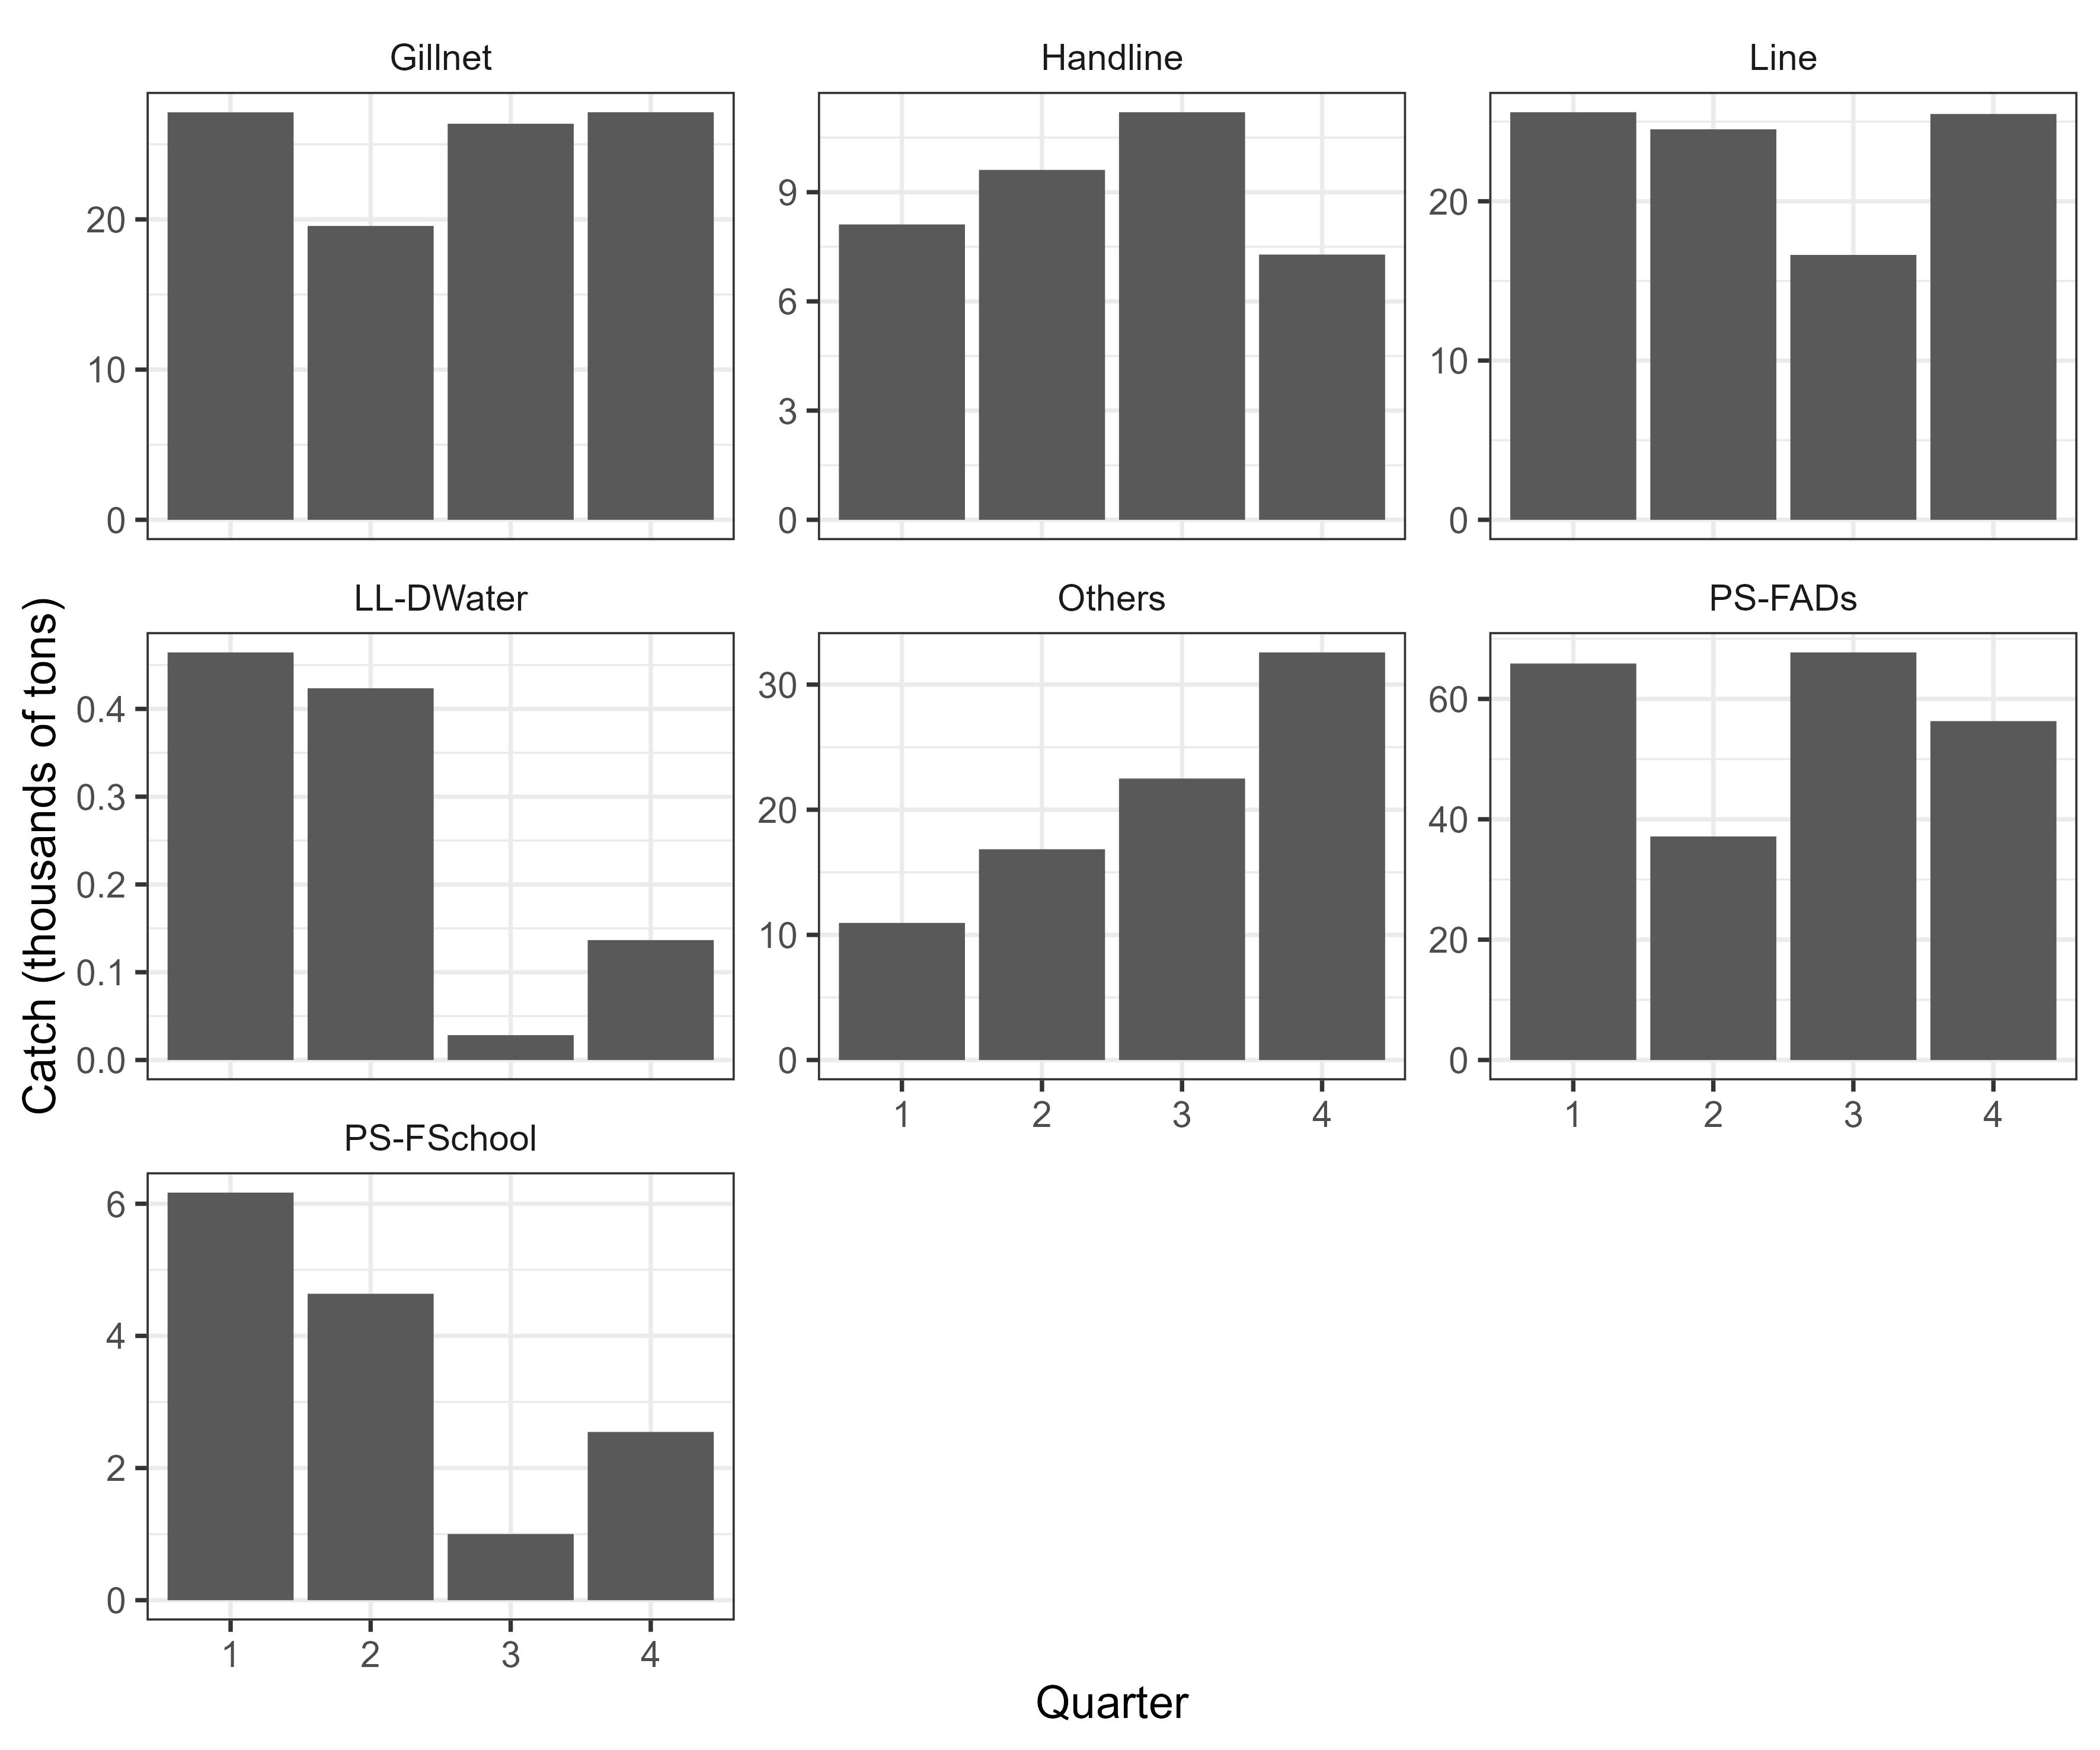 Gillnet
Handline
Line
20
10
0
9
6
3
0
20
10
0
LL-DWater
Others
PS-FADs
0.4
0.3
0.2
0.1
0.0
30
20
10
0
1 2 3 4
60
40
20
0
1 2 3 4
PS-FSchool
6
4
2
0
1 2 3 4
Catch (thousands of tons)
Quarter